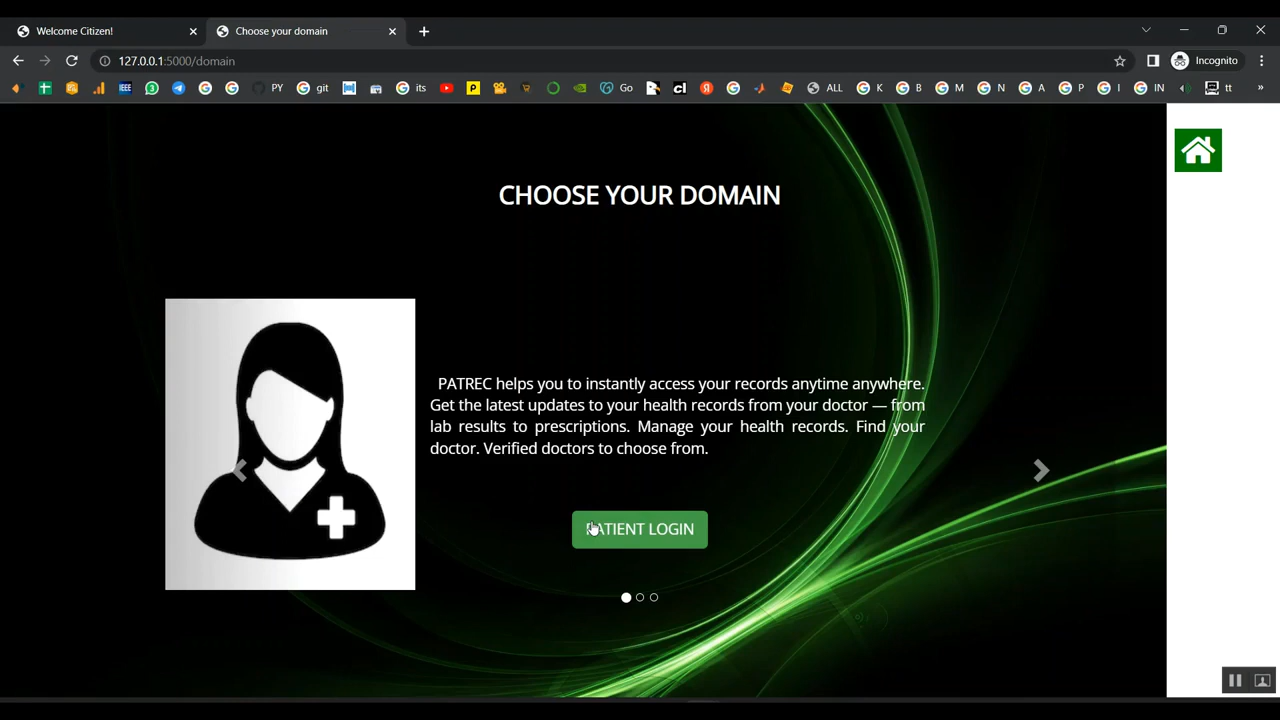 Welcome Citizen!
Choose your domain
127.0.0.1:5000/domain
Incognito
IEEE
PY
git
its
Go
ALL
K
B
M
N
A
P
I
IN
tt
CHOOSE YOUR DOMAIN
PATREC helps you to instantly access your records anytime anywhere.
Get the latest updates to your health records from your doctor — from
lab results to prescriptions. Manage your health records. Find your
doctor. Verified doctors to choose from.
PATIENT LOGIN